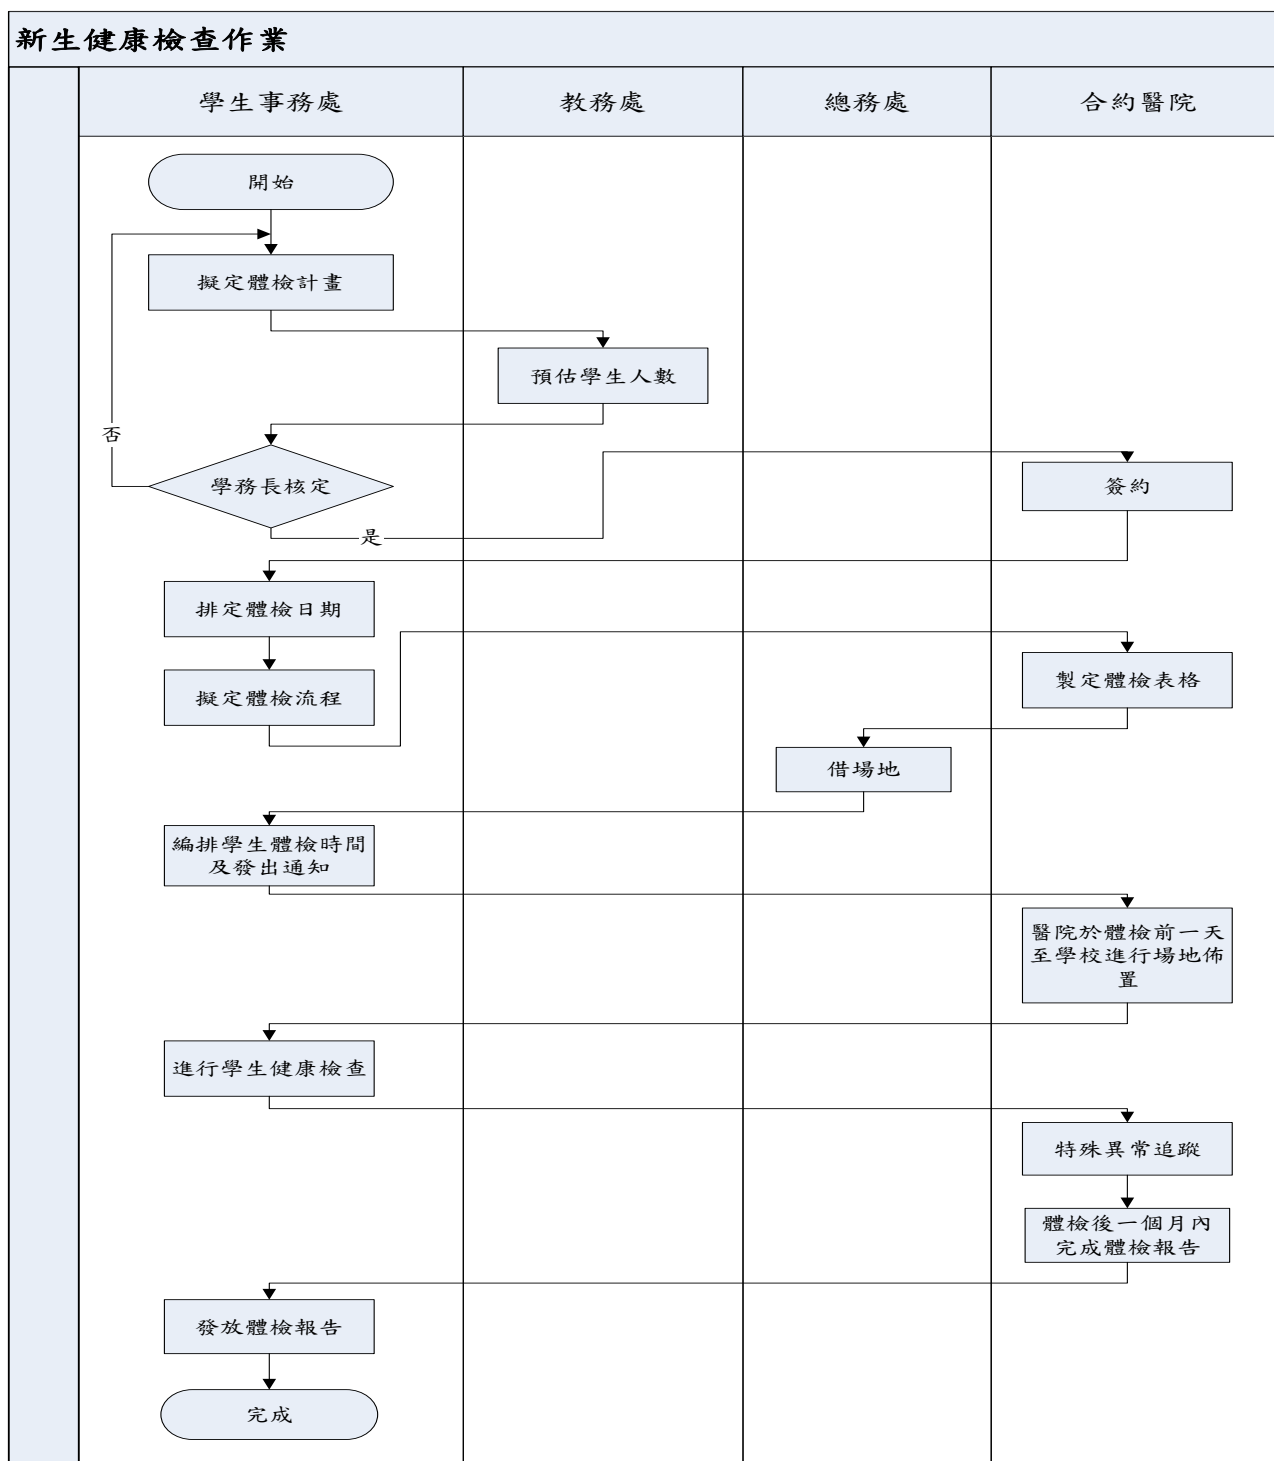 新生健康檢查作業
學生事務處
教務處
總務處
合約醫院
開始
擬定體檢計畫
預估學生人數
否
學務長核定
簽約
是
排定體檢日期
擬定體檢流程
製定體檢表格
借場地
編排學生體檢時間
及發出通知
醫院於體檢前一天
至學校進行場地佈
置
進行學生健康檢查
特殊異常追蹤
體檢後一個月內
完成體檢報告
發放體檢報告
完成